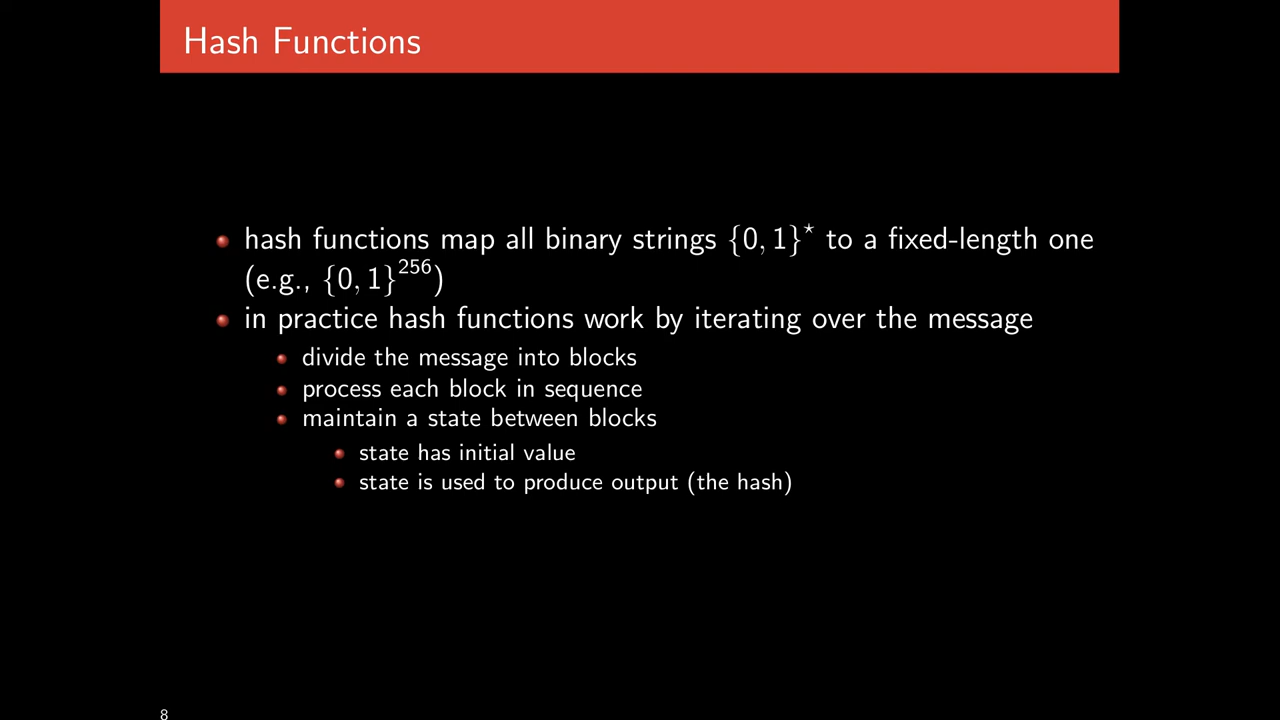 Hash Functions
hash functions map all binary strings {0, 1}⋆ to a fixed-length one
(e.g., {0, 1}²⁵⁶)
in practice hash functions work by iterating over the message
divide the message into blocks
process each block in sequence
maintain a state between blocks
state has initial value
state is used to produce output (the hash)
8